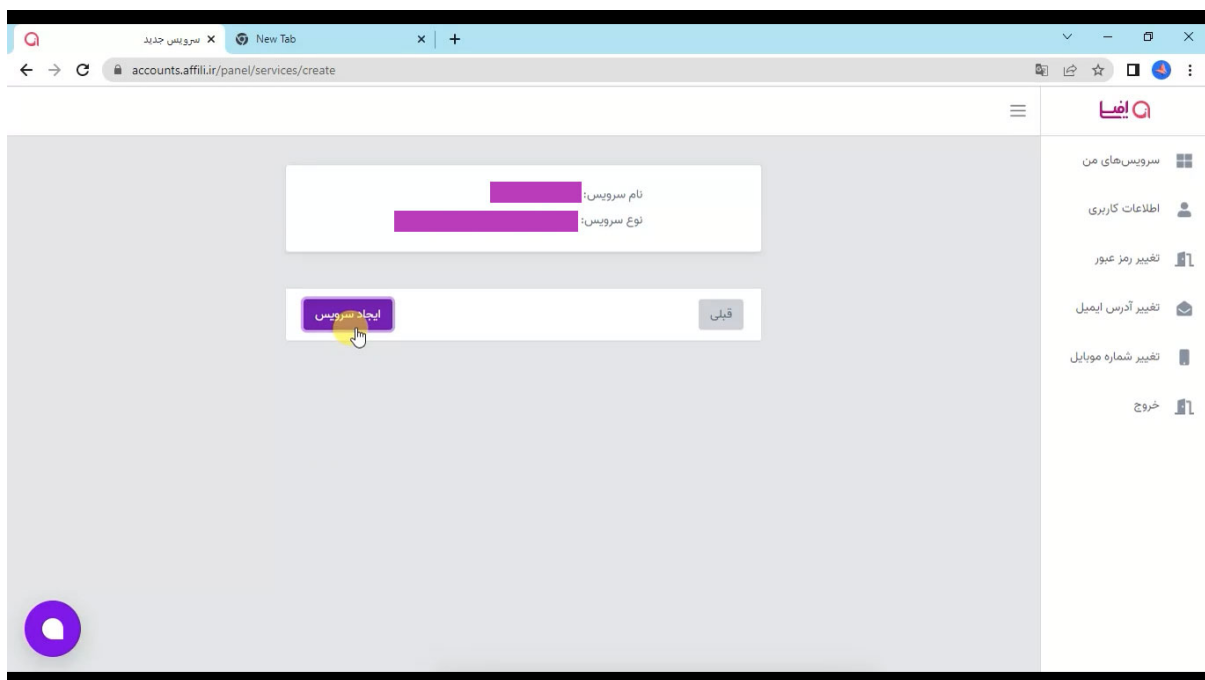 سرویس جدید
New Tab
accounts.affili.ir/panel/services/create
افیلی
سرویس‌های من
اطلاعات کاربری
تغییر رمز عبور
تغییر آدرس ایمیل
تغییر شماره موبایل
خروج
نام سرویس:
نوع سرویس:
قبلی
ایجاد سرویس